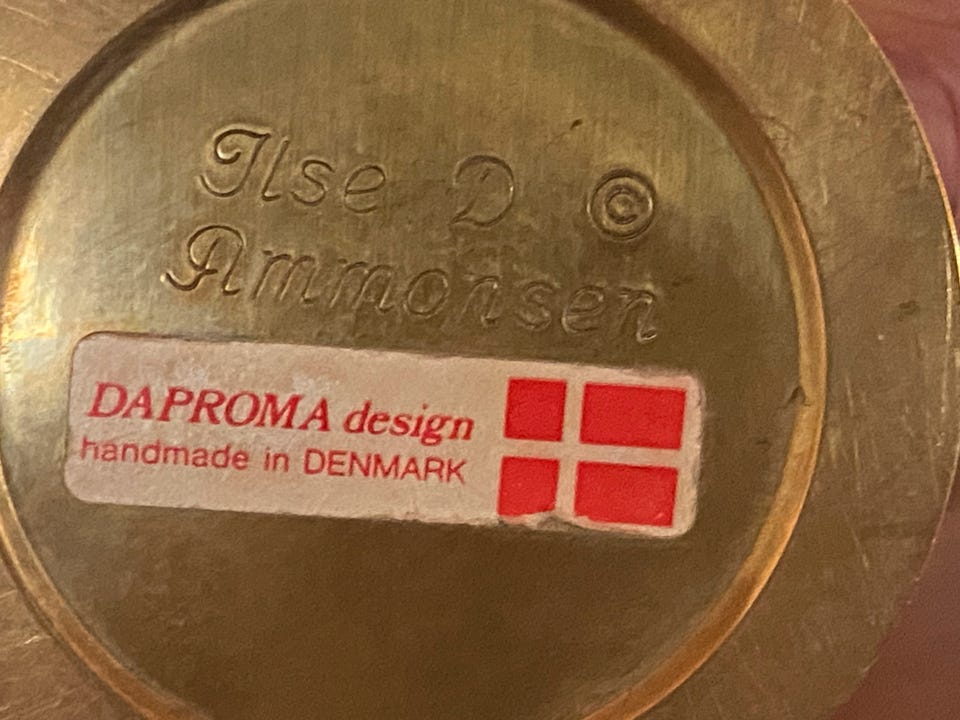 Ilse D ©
Ammonsen
DAPROMA design
handmade in DENMARK